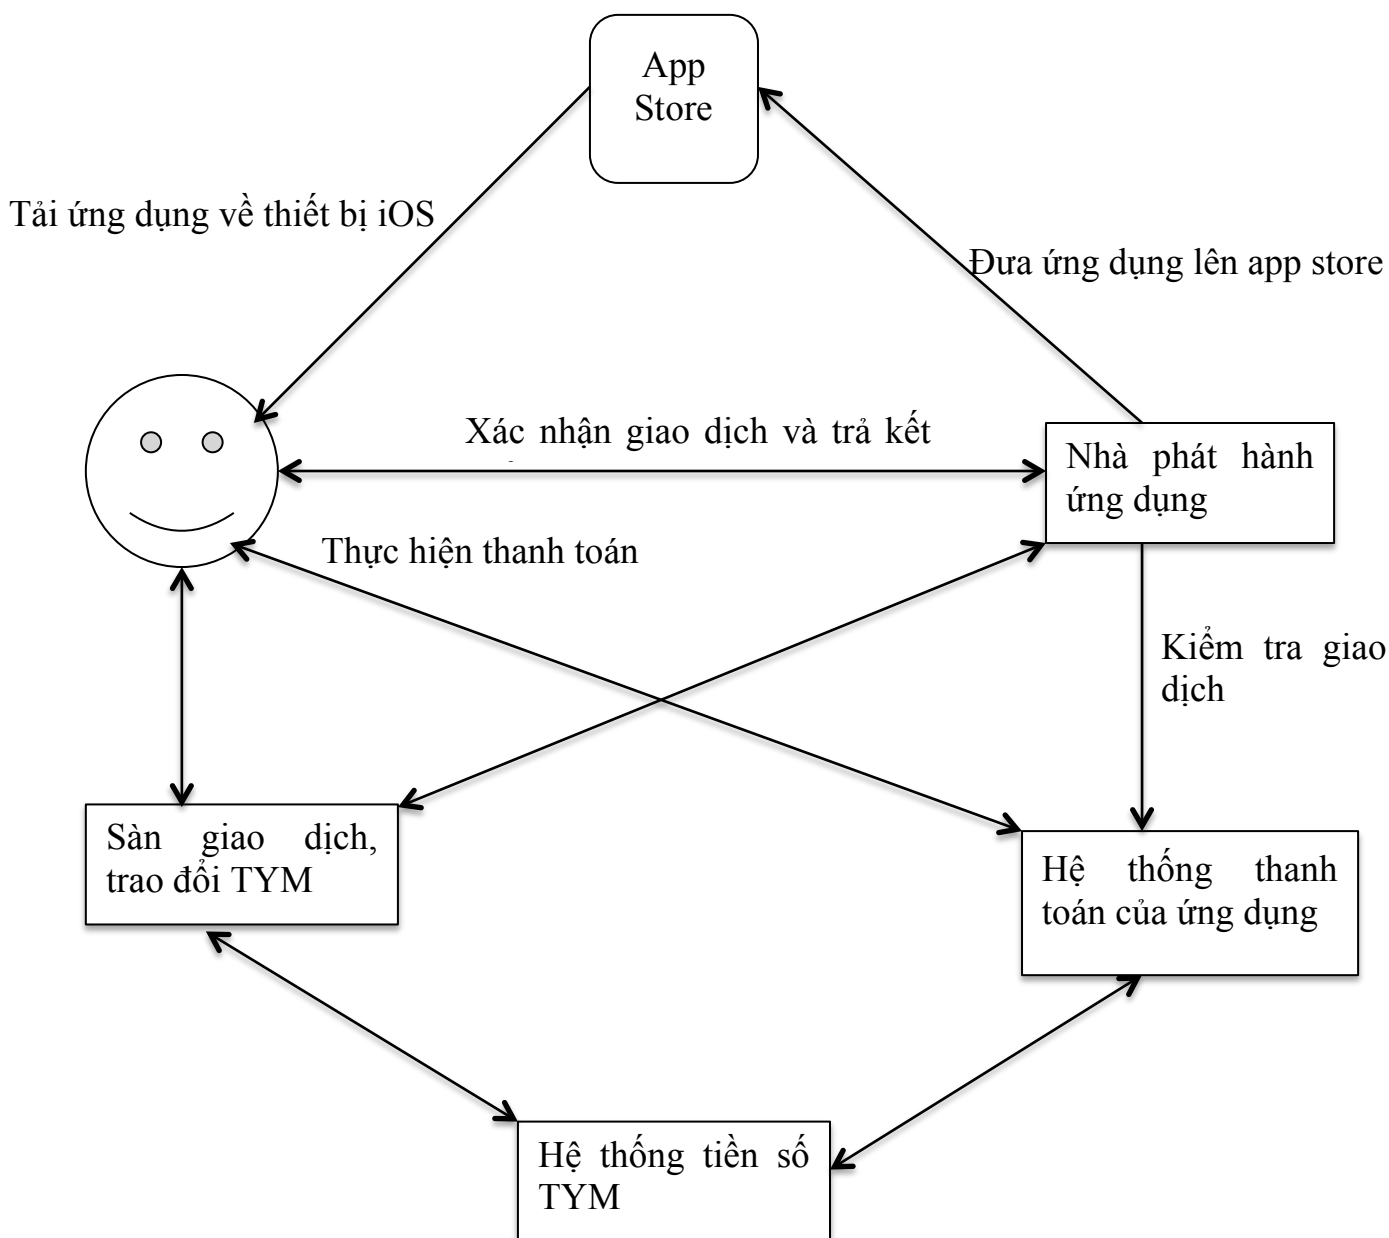 App
Store
Tải ứng dụng về thiết bị iOS
Đưa ứng dụng lên app store
Xác nhận giao dịch và trả kết
Nhà phát hành
ứng dụng
Thực hiện thanh toán
Kiểm tra giao
dịch
Sàn giao dịch,
trao đổi TYM
Hệ thống thanh
toán của ứng dụng
Hệ thống tiền số
TYM